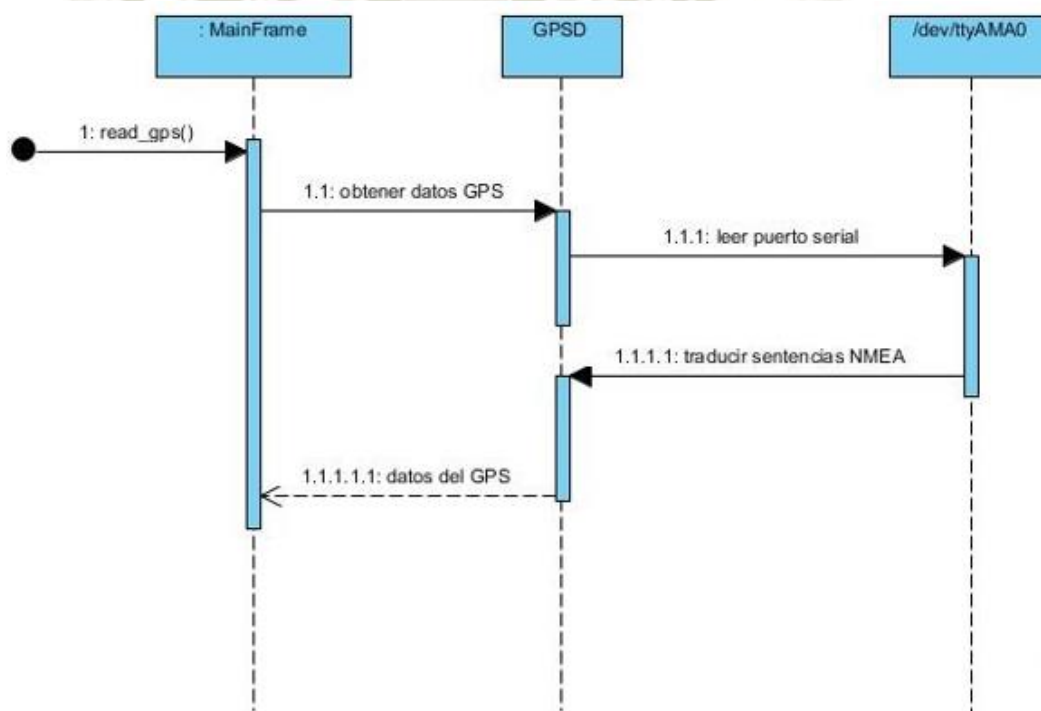 : MainFrame
GPSD
/dev/ttyAMA0
1: read_gps()
1.1: obtener datos GPS
1.1.1: leer puerto serial
1.1.1.1: traducir sentencias NMEA
1.1.1.1.1: datos del GPS